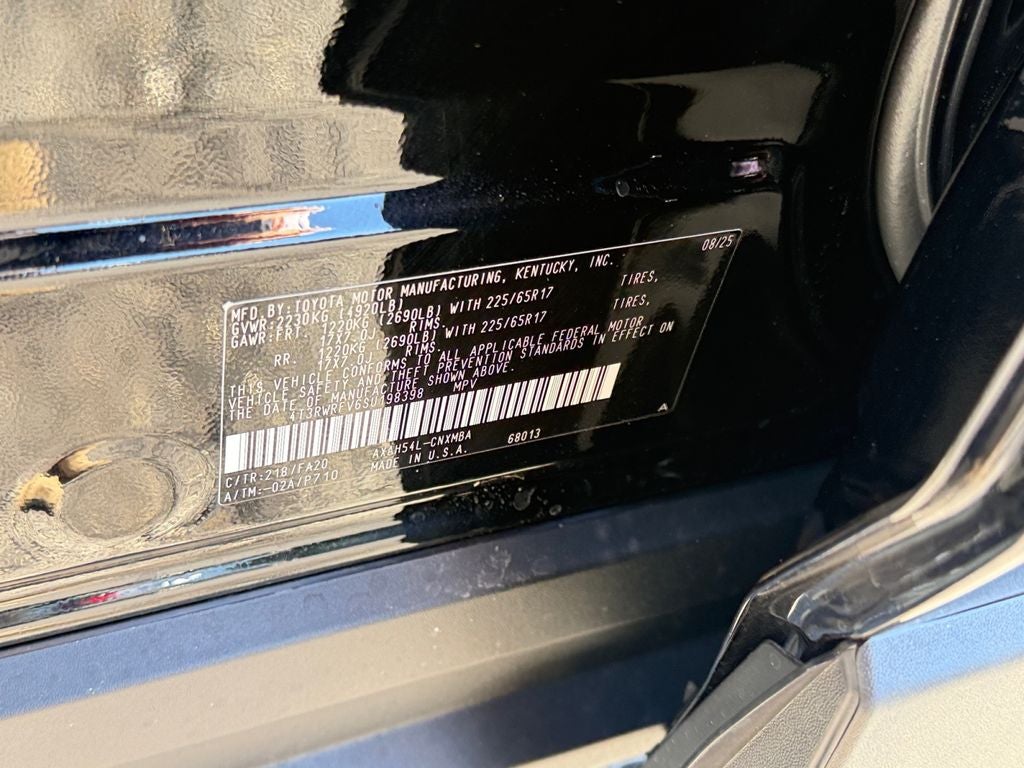 08/25
MFD.BY:TOYOTA MOTOR MANUFACTURING, KENTUCKY, INC.
GVWR:2230KG (4920LB)
GAWR:FRT 1220KG (2690LB) WITH 225/65R17 TIRES,
17X7.0J RIMS.
RR. 1220KG (2690LB) WITH 225/65R17 TIRES,
17X7.0J RIMS.
THIS VEHICLE CONFORMS TO ALL APPLICABLE FEDERAL MOTOR
VEHICLE SAFETY AND THEFT PREVENTION STANDARDS IN EFFECT ON
THE DATE OF MANUFACTURE SHOWN ABOVE.
4T3RWRFV6SU198398 MPV
A
C/TR:218/FA20 AXAH54L-CNXMBA 68013
A/TM:-02A/P710 MADE IN U.S.A.